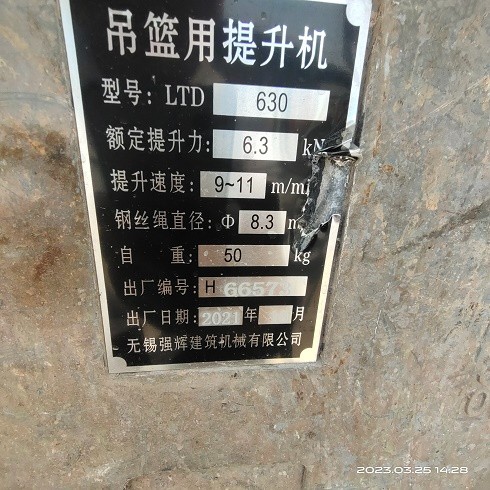 吊篮用提升机
型号: LTD 630
额定提升力: 6.3 kN
提升速度: 9~11 m/mi
钢丝绳直径: Φ 8.3 m
自 重: 50 kg
出厂编号: H 6657
出厂日期: 2021 年 月
无锡强辉建筑机械有限公司
2023.03.25 14:28